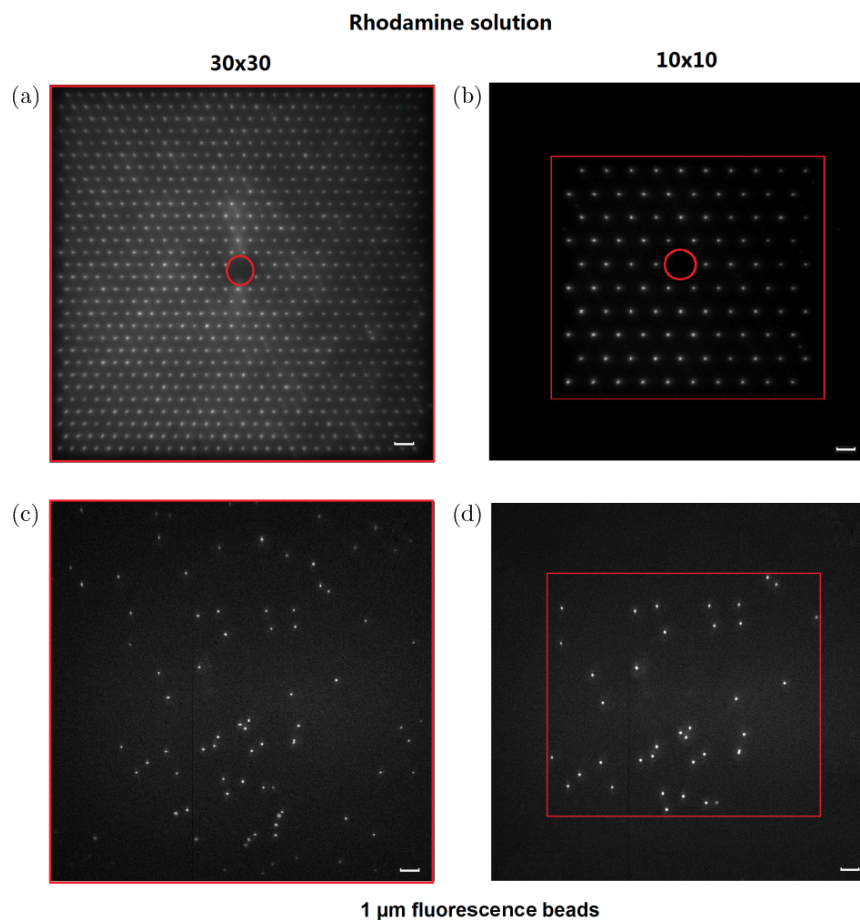 Rhodamine solution
30x30
10x10
(a)
(b)
(c)
(d)
1 µm fluorescence beads